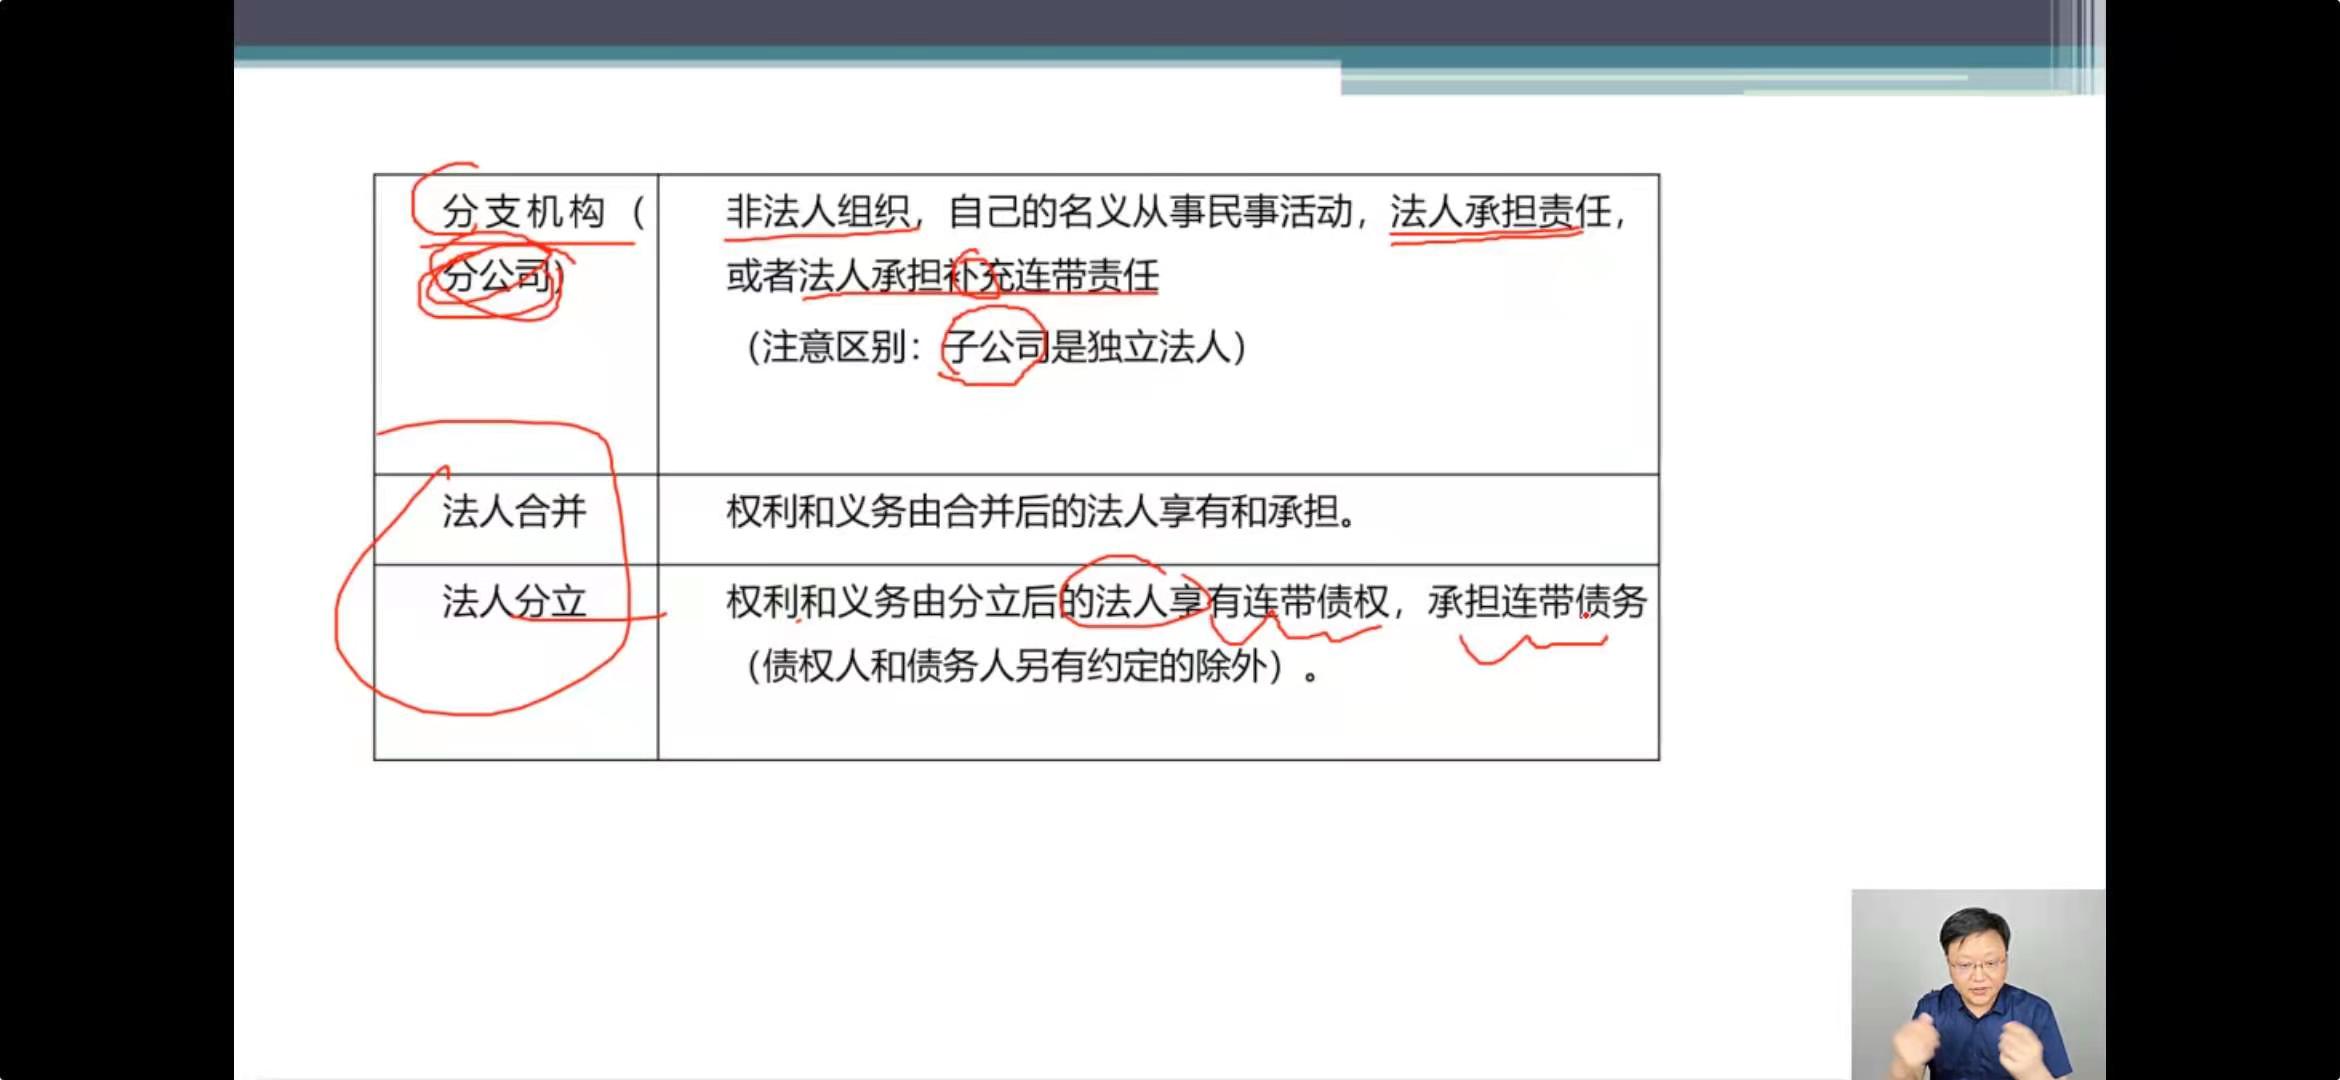 分支机构（
分公司）
非法人组织，自己的名义从事民事活动，法人承担责任，
或者法人承担补充连带责任
（注意区别：子公司是独立法人）
法人合并
权利和义务由合并后的法人享有和承担。
法人分立
权利和义务由分立后的法人享有连带债权，承担连带债务
（债权人和债务人另有约定的除外）。